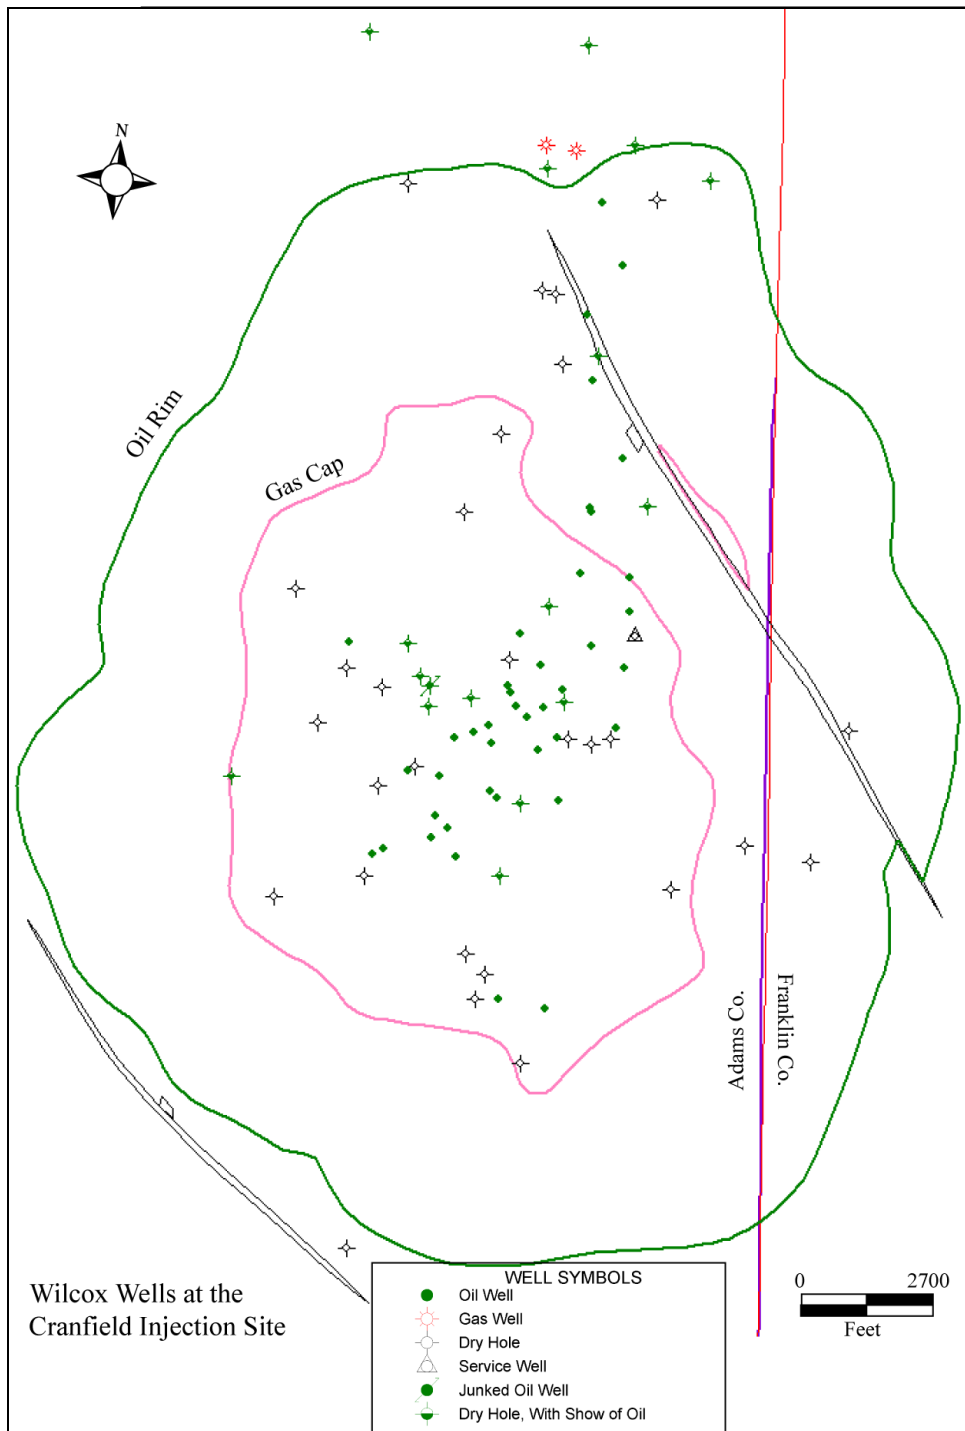 N
Oil Rim
Gas Cap
Adams Co.
Franklin Co.
Wilcox Wells at the
Cranfield Injection Site
WELL SYMBOLS
Oil Well
Gas Well
Dry Hole
Service Well
Junked Oil Well
Dry Hole, With Show of Oil
0 2700
Feet